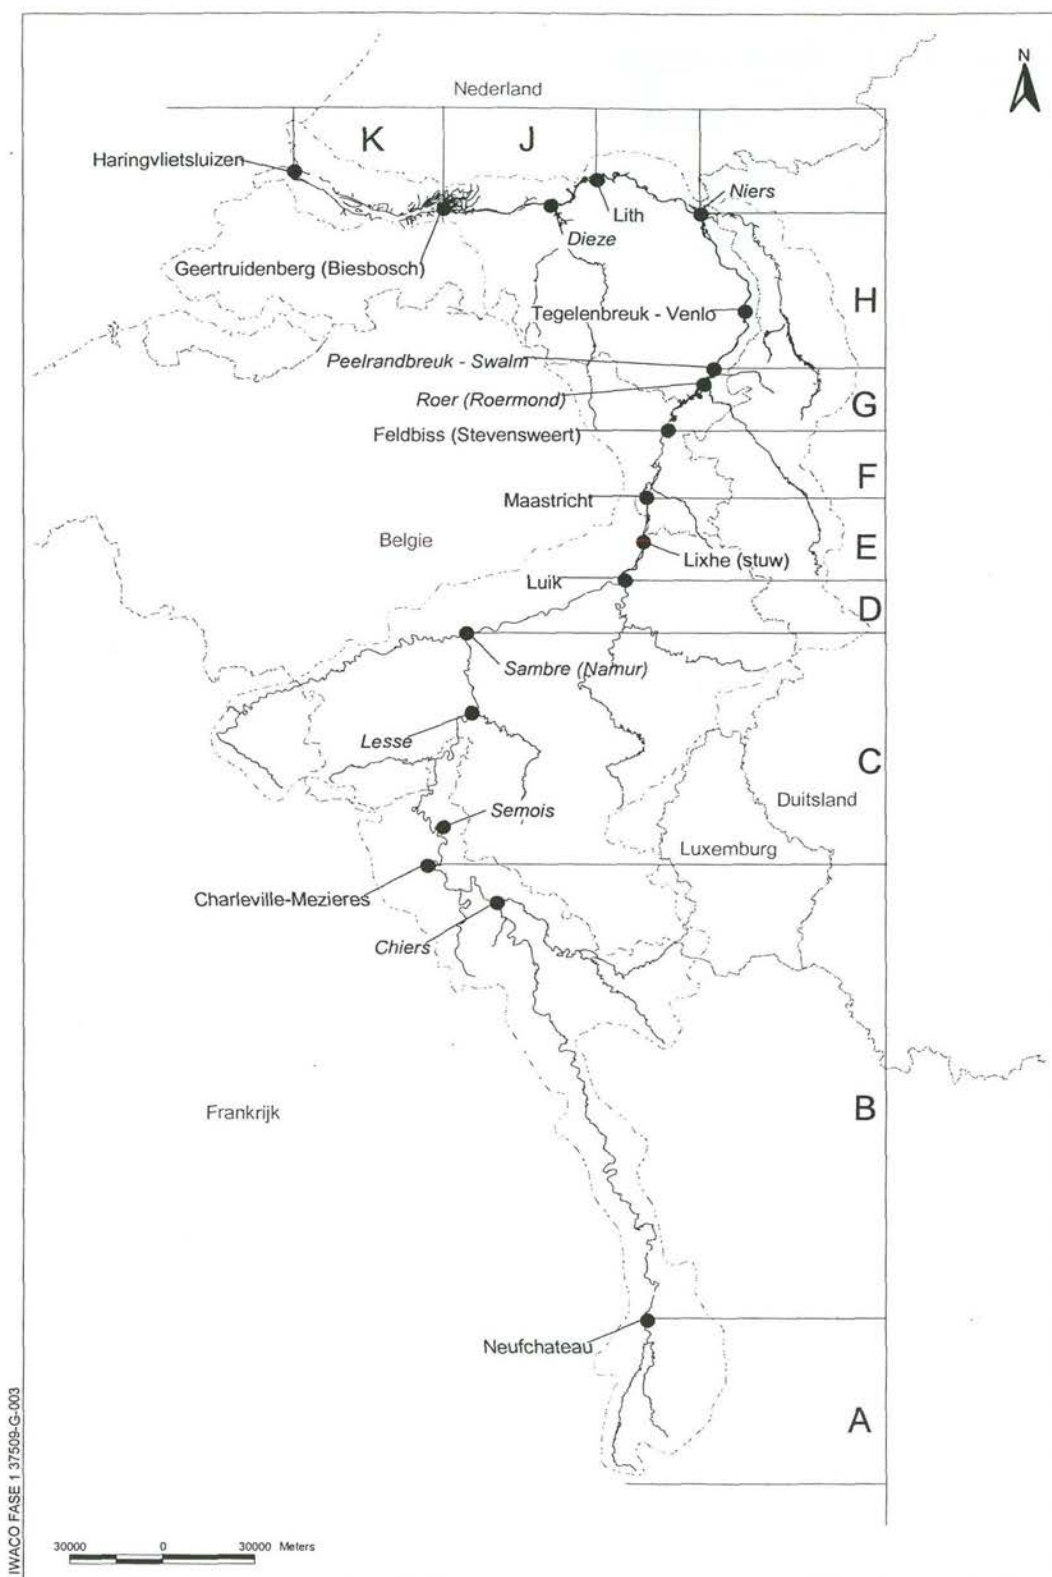 N
Nederland
K
J
Haringvlietsluizen
Niers
Lith
Dieze
Geertruidenberg (Biesbosch)
H
Tegelenbreuk - Venlo
Peelrandbreuk - Swalm
Roer (Roermond)
G
Feldbiss (Stevensweert)
F
Maastricht
Belgie
E
Lixhe (stuw)
Luik
D
Sambre (Namur)
Lesse
C
Duitsland
Semois
Luxemburg
Charleville-Mezieres
Chiers
B
Frankrijk
Neufchateau
A
IWACO FASE 1 37509-G-003
30000 0 30000 Meters